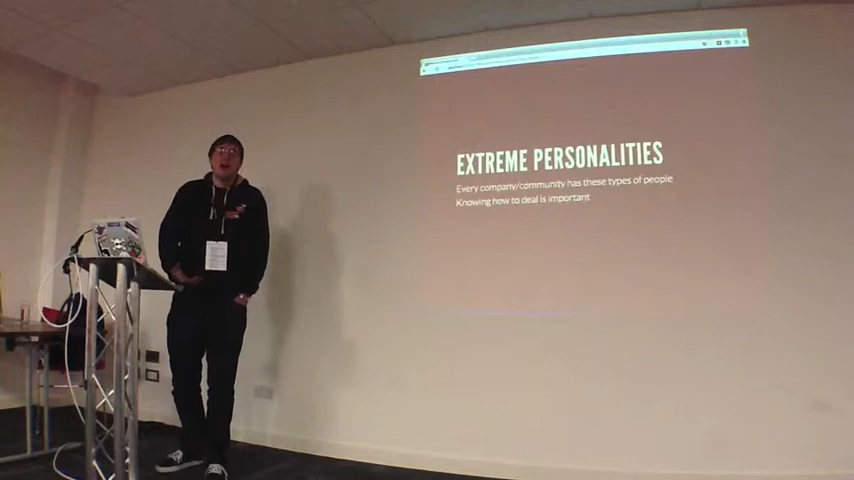 EXTREME PERSONALITIES
Every company/community has these types of people
Knowing how to deal is important